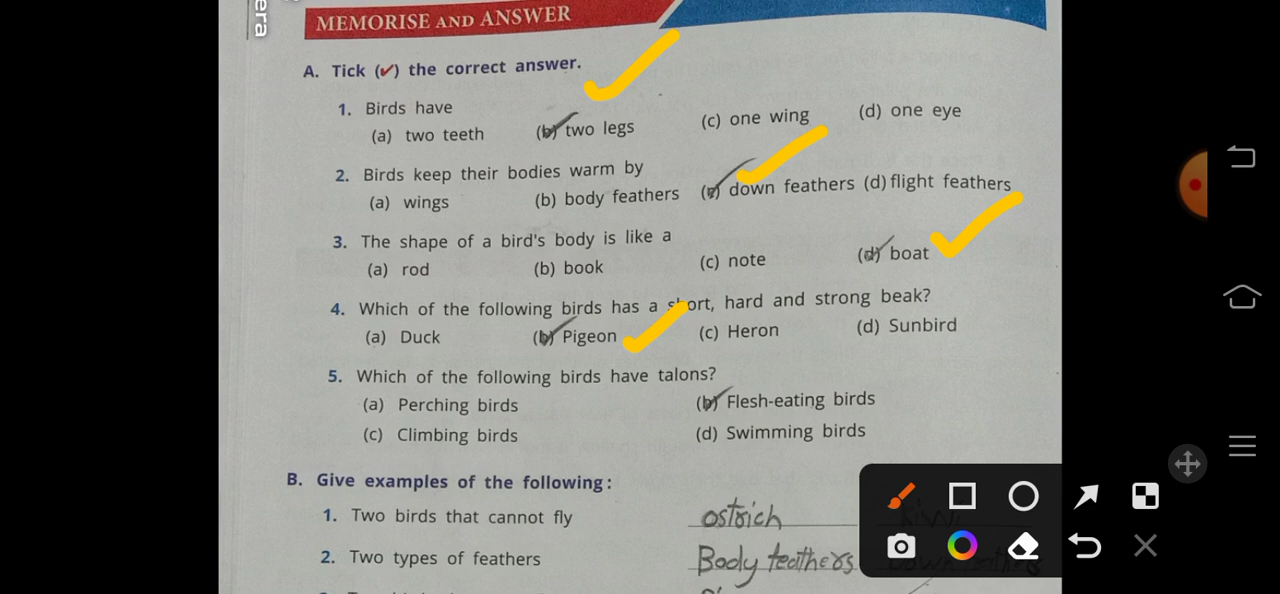 era
MEMORISE AND ANSWER
A. Tick (✔) the correct answer.
1. Birds have
(a) two teeth (b) two legs (c) one wing (d) one eye
2. Birds keep their bodies warm by
(a) wings (b) body feathers (c) down feathers (d) flight feathers
3. The shape of a bird's body is like a
(a) rod (b) book (c) note (d) boat
4. Which of the following birds has a short, hard and strong beak?
(a) Duck (b) Pigeon (c) Heron (d) Sunbird
5. Which of the following birds have talons?
(a) Perching birds (b) Flesh-eating birds
(c) Climbing birds (d) Swimming birds
B. Give examples of the following:
1. Two birds that cannot fly ostrich
2. Two types of feathers Body feathers